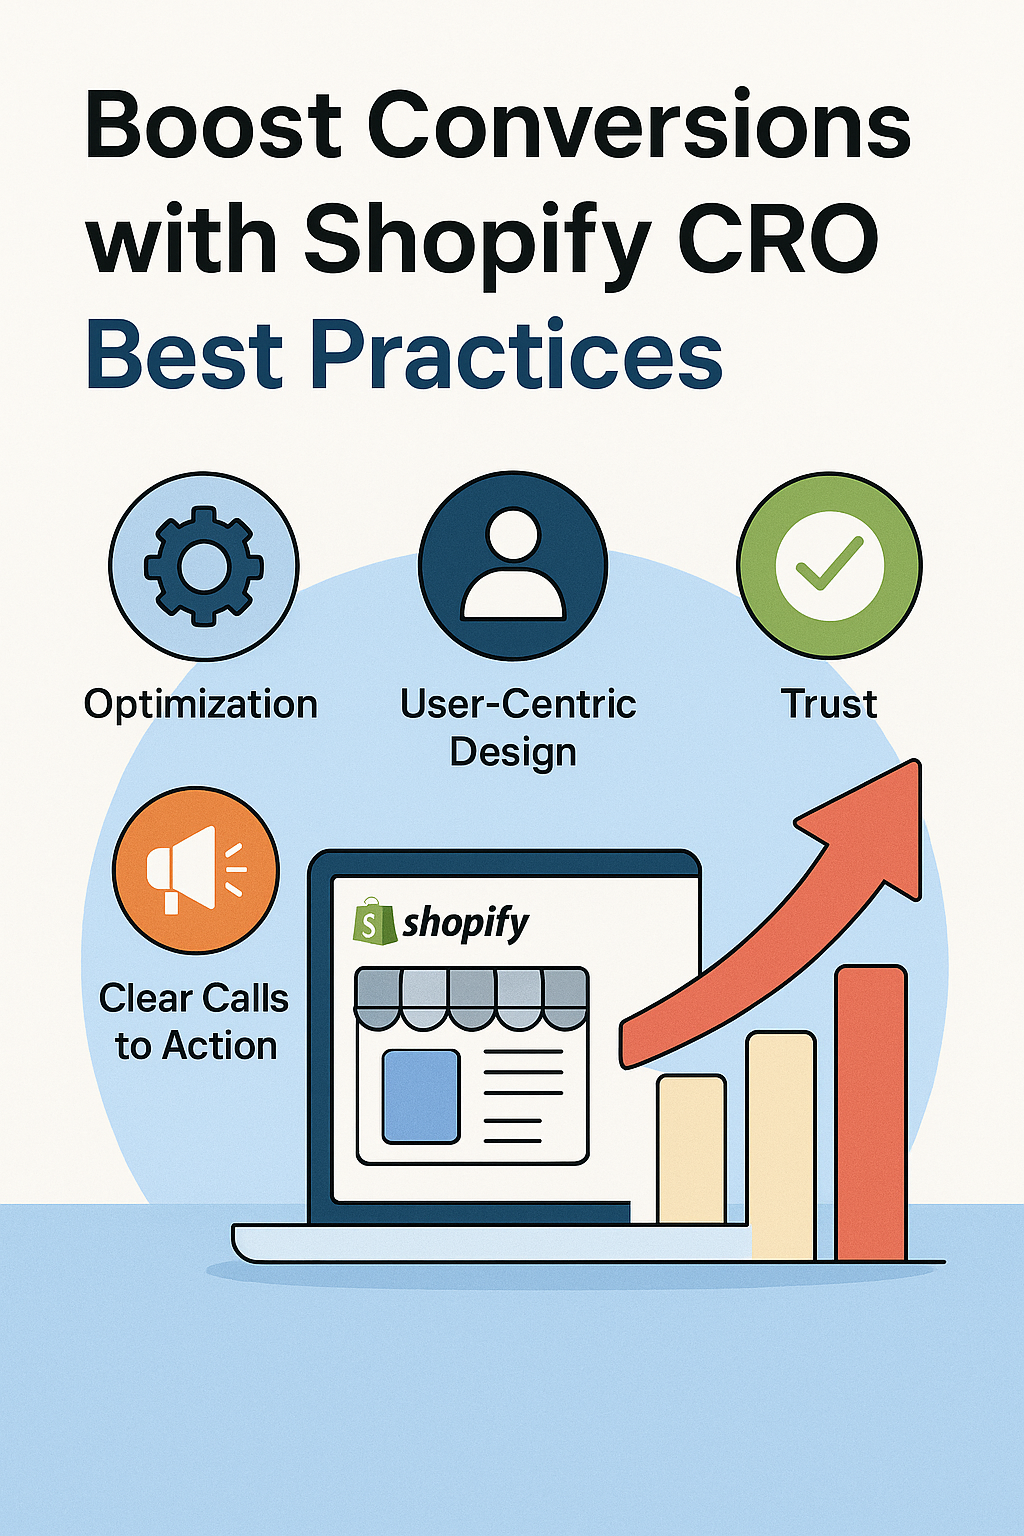 Boost Conversions
with Shopify CRO
Best Practices
Optimization
User-Centric
Design
Trust
Clear Calls
to Action
S shopify